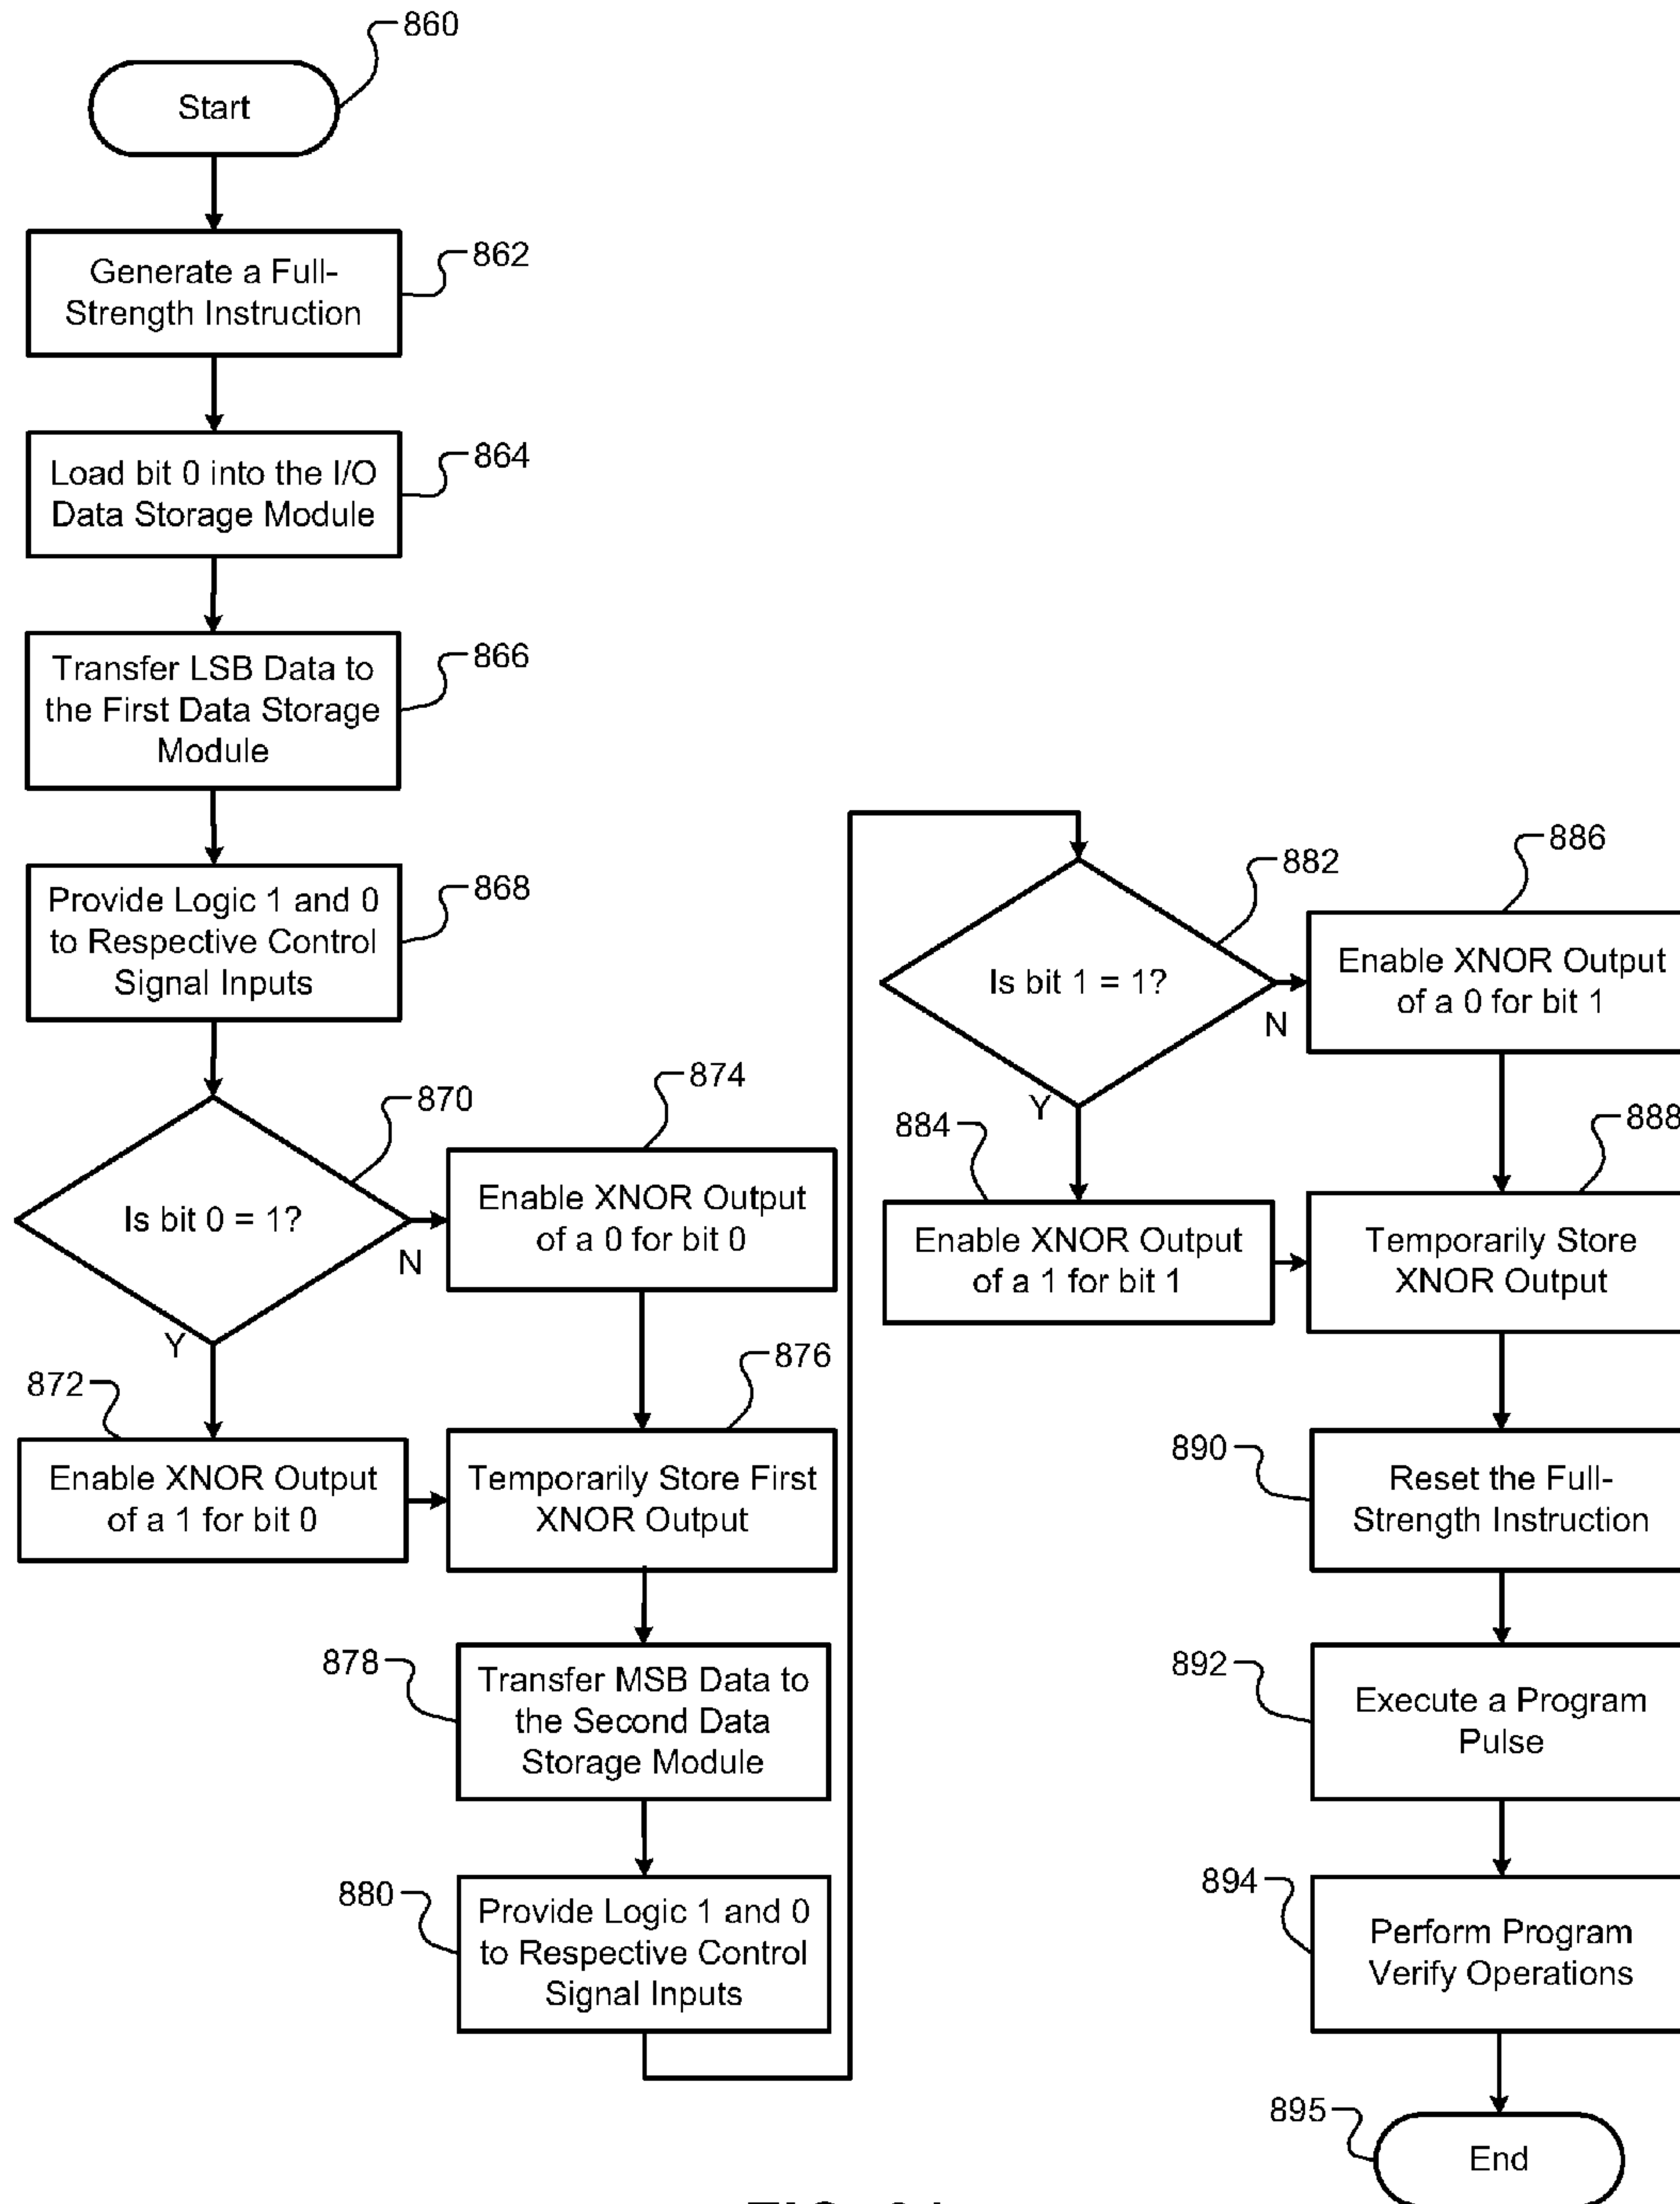 860
Start
862
Generate a Full-
Strength Instruction
864
Load bit 0 into the I/O
Data Storage Module
866
Transfer LSB Data to
the First Data Storage
Module
868
Provide Logic 1 and 0
to Respective Control
Signal Inputs
870
Is bit 0 = 1?
N
Y
874
Enable XNOR Output
of a 0 for bit 0
872
Enable XNOR Output
of a 1 for bit 0
876
Temporarily Store First
XNOR Output
878
Transfer MSB Data to
the Second Data
Storage Module
880
Provide Logic 1 and 0
to Respective Control
Signal Inputs
882
Is bit 1 = 1?
N
Y
886
Enable XNOR Output
of a 0 for bit 1
884
Enable XNOR Output
of a 1 for bit 1
888
Temporarily Store
XNOR Output
890
Reset the Full-
Strength Instruction
892
Execute a Program
Pulse
894
Perform Program
Verify Operations
895
End